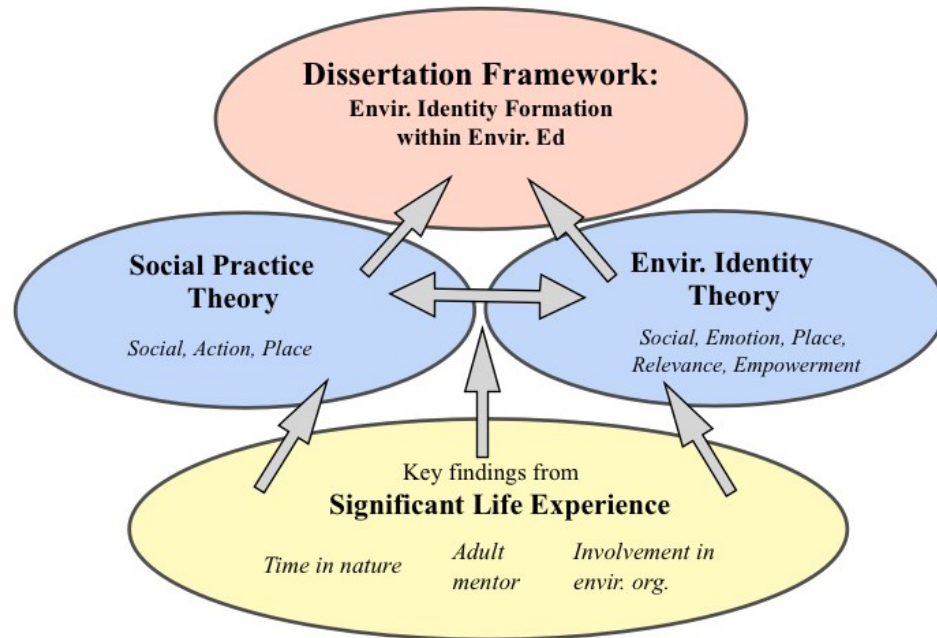 Dissertation Framework:
Envir. Identity Formation
within Envir. Ed
Social Practice
Theory
Social, Action, Place
Envir. Identity
Theory
Social, Emotion, Place,
Relevance, Empowerment
Key findings from
Significant Life Experience
Time in nature
Adult
mentor
Involvement in
envir. org.